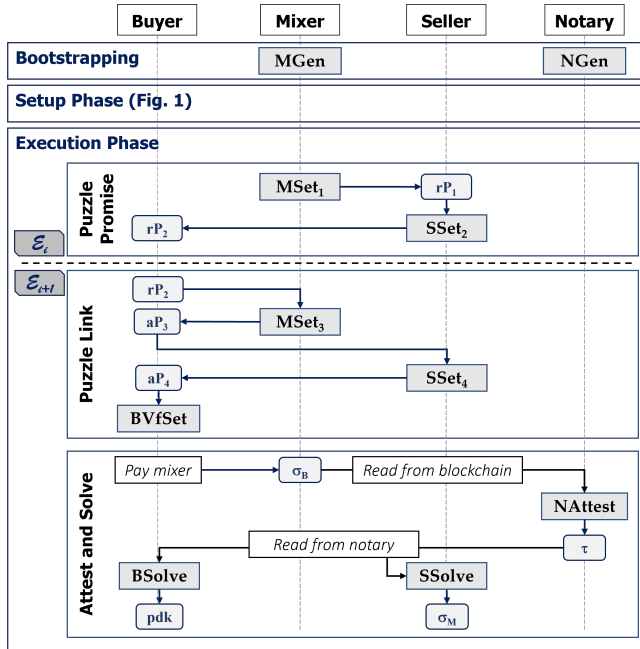 Buyer Mixer Seller Notary
Bootstrapping MGen NGen
Setup Phase (Fig. 1)
Execution Phase
Puzzle
Promise
MSet₁ rP₁
rP₂ SSet₂
ℰᵢ
ℰᵢ₊₁
Puzzle Link
rP₂
aP₃ MSet₃
aP₄ SSet₄
BVfSet
Attest and Solve
Pay mixer σ_B Read from blockchain
NAttest
Read from notary τ
BSolve SSolve
pdk σ_M